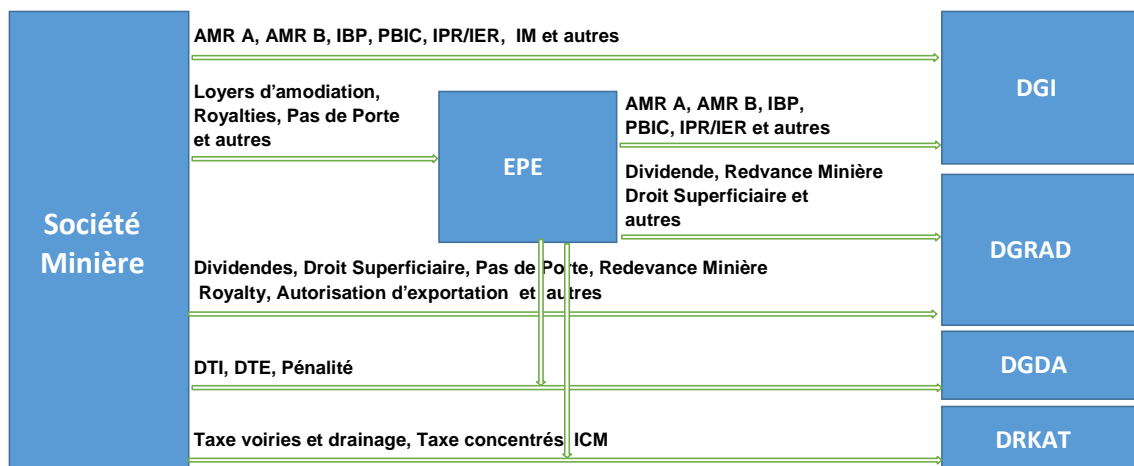 AMR A, AMR B, IBP, PBIC, IPR/IER, IM et autres
DGI
Loyers d'amodiation,
Royalties, Pas de Porte
et autres
EPE
AMR A, AMR B, IBP,
PBIC, IPR/IER et autres
Dividende, Redvance Minière
Droit Superficiaire et
autres
Société
Minière
DGRAD
Dividendes, Droit Superficiaire, Pas de Porte, Redevance Minière
Royalty, Autorisation d'exportation et autres
DTI, DTE, Pénalité
DGDA
Taxe voiries et drainage, Taxe concentrés, ICM
DRKAT